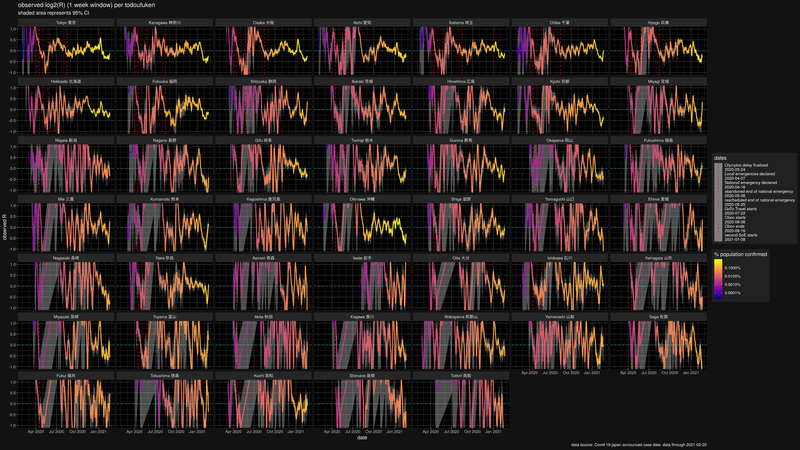 observed log2(R) (1 week window) per todoufuken
shaded area represents 95% CI
Tokyo 東京
Kanagawa 神奈川
Osaka 大阪
Aichi 愛知
Saitama 埼玉
Chiba 千葉
Hyogo 兵庫
Hokkaido 北海道
Fukuoka 福岡
Shizuoka 静岡
Ibaraki 茨城
Hiroshima 広島
Kyoto 京都
Miyagi 宮城
Niigata 新潟
Nagano 長野
Gifu 岐阜
Tochigi 栃木
Gunma 群馬
Okayama 岡山
Fukushima 福島
Mie 三重
Kumamoto 熊本
Kagoshima 鹿児島
Okinawa 沖縄
Shiga 滋賀
Yamaguchi 山口
Ehime 愛媛
Nagasaki 長崎
Nara 奈良
Aomori 青森
Iwate 岩手
Oita 大分
Ishikawa 石川
Yamagata 山形
Miyazaki 宮崎
Toyama 富山
Akita 秋田
Kagawa 香川
Wakayama 和歌山
Yamanashi 山梨
Saga 佐賀
Fukui 福井
Tokushima 徳島
Kochi 高知
Shimane 島根
Tottori 鳥取
1.0
0.5
0.0
-0.5
-1.0
observed R
Apr 2020 Jul 2020 Oct 2020 Jan 2021
date
dates
Olympics delay finalised
2020-03-24
Local emergencies declared
2020-04-07
National emergency declared
2020-04-16
abandoned end of national emergency
2020-05-06
rescheduled end of national emergency
2020-05-25
GoTo Travel starts
2020-07-22
Obon starts
2020-08-08
Obon ends
2020-08-16
second SoE starts
2021-01-08
% population confirmed
0.1000%
0.0100%
0.0010%
0.0001%
data source: Covid-19 japan announced case date. data through 2021-02-20